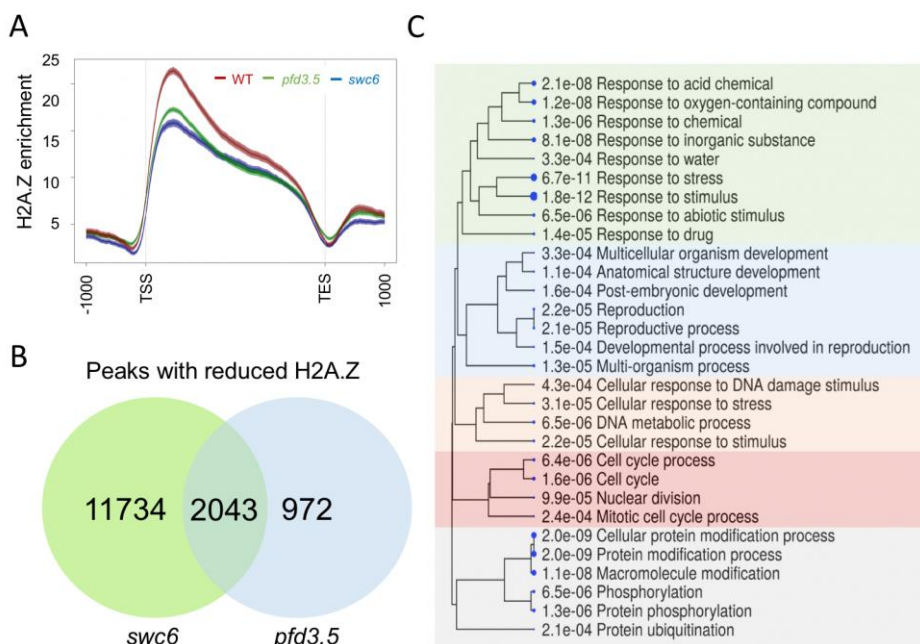 A
25
20
15
10
5
H2A.Z enrichment
WT pfd3.5 swc6
-1000 TSS TES 1000
B
Peaks with reduced H2A.Z
11734 2043 972
swc6 pfd3.5
C
2.1e-08 Response to acid chemical
1.2e-08 Response to oxygen-containing compound
1.3e-06 Response to chemical
8.1e-08 Response to inorganic substance
3.3e-04 Response to water
6.7e-11 Response to stress
1.8e-12 Response to stimulus
6.5e-06 Response to abiotic stimulus
1.4e-05 Response to drug
3.3e-04 Multicellular organism development
1.1e-04 Anatomical structure development
1.6e-04 Post-embryonic development
2.2e-05 Reproduction
2.1e-05 Reproductive process
1.5e-04 Developmental process involved in reproduction
1.3e-05 Multi-organism process
4.3e-04 Cellular response to DNA damage stimulus
3.1e-05 Cellular response to stress
6.5e-06 DNA metabolic process
2.2e-05 Cellular response to stimulus
6.4e-06 Cell cycle process
1.6e-06 Cell cycle
9.9e-05 Nuclear division
2.4e-04 Mitotic cell cycle process
2.0e-09 Cellular protein modification process
2.0e-09 Protein modification process
1.1e-08 Macromolecule modification
6.5e-06 Phosphorylation
1.3e-06 Protein phosphorylation
2.1e-04 Protein ubiquitination